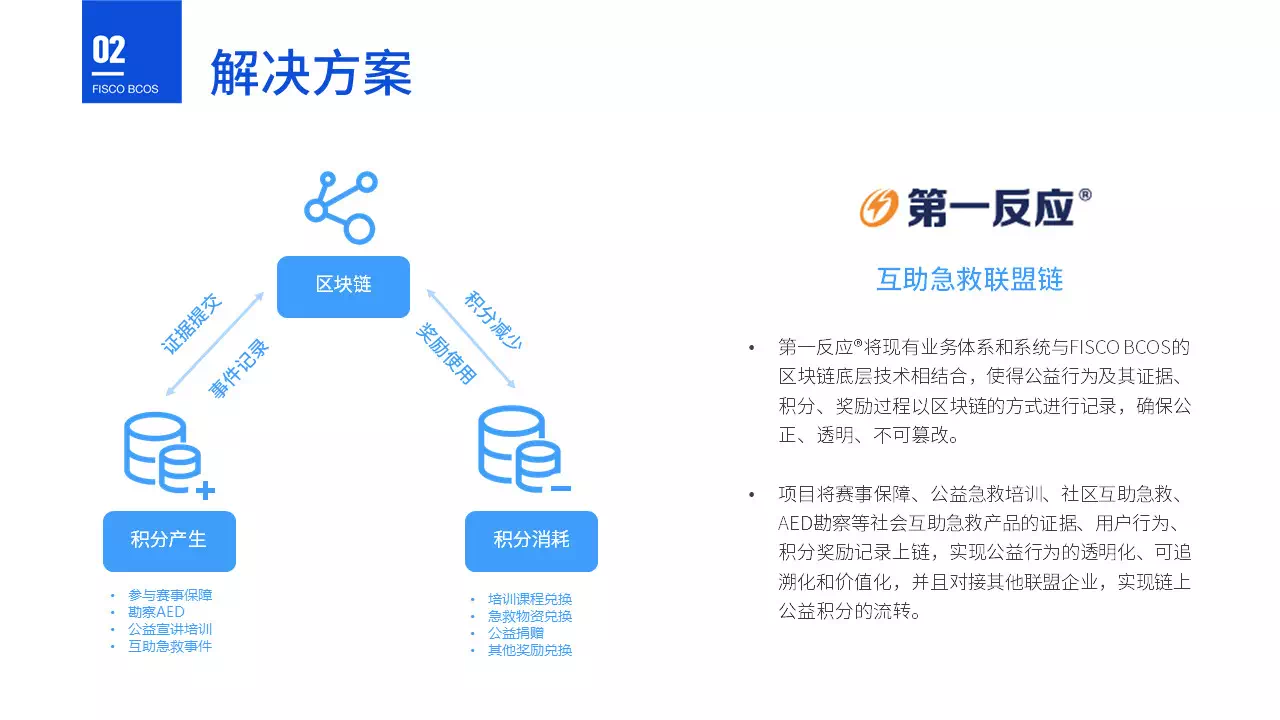 02
FISCO BCOS
解决方案
区块链
证据提交
事件记录
积分减少
奖励使用
积分产生
• 参与赛事保障
• 勘察AED
• 公益宣讲培训
• 互助急救事件
积分消耗
• 培训课程兑换
• 急救物资兑换
• 公益捐赠
• 其他奖励兑换
第一反应®
互助急救联盟链
• 第一反应®将现有业务体系和系统与FISCO BCOS的
区块链底层技术相结合，使得公益行为及其证据、
积分、奖励过程以区块链的方式进行记录，确保公
正、透明、不可篡改。
• 项目将赛事保障、公益急救培训、社区互助急救、
AED勘察等社会互助急救产品的证据、用户行为、
积分奖励记录上链，实现公益行为的透明化、可追
溯化和价值化，并且对接其他联盟企业，实现链上
公益积分的流转。